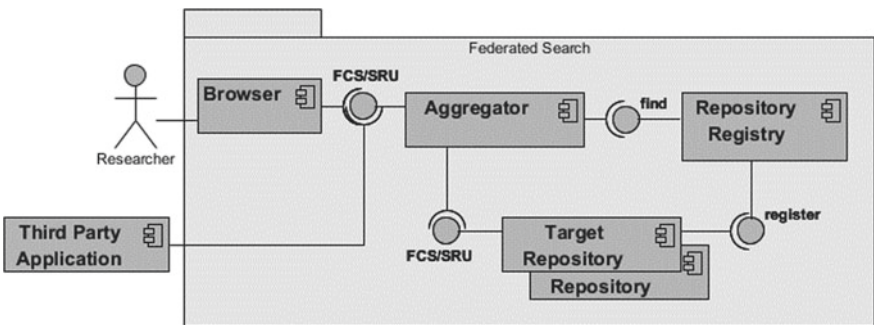 Federated Search
FCS/SRU
Browser
Aggregator
find
Repository
Registry
Researcher
Third Party
Application
FCS/SRU
Target
Repository
register
Repository